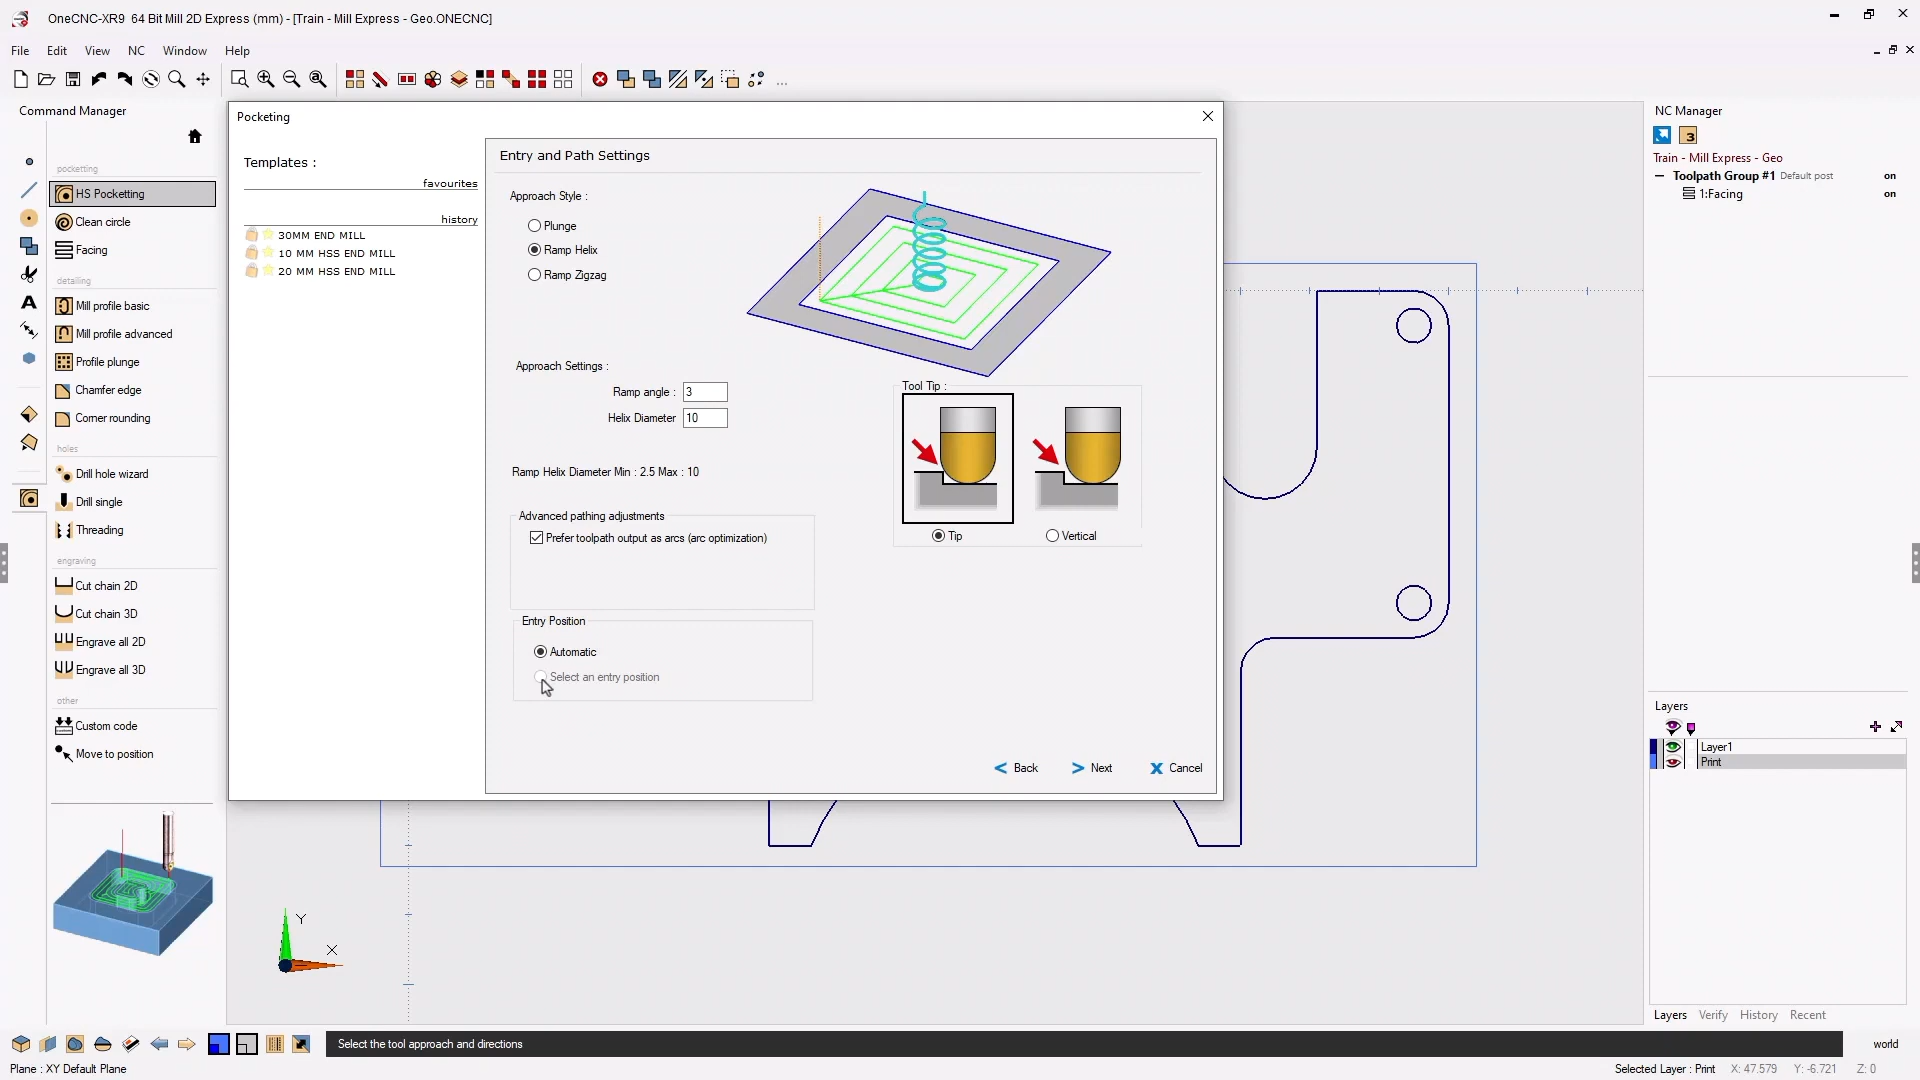 OneCNC-XR9 64 Bit Mill 2D Express (mm) - [Train - Mill Express - Geo.ONECNC]
File Edit View NC Window Help
Command Manager
pocketting
HS Pocketting
Clean circle
Facing
detailing
Mill profile basic
Mill profile advanced
Profile plunge
Chamfer edge
Corner rounding
holes
Drill hole wizard
Drill single
Threading
engraving
Cut chain 2D
Cut chain 3D
Engrave all 2D
Engrave all 3D
other
Custom code
Move to position
Pocketing
Templates :
favourites
history
30MM END MILL
10 MM HSS END MILL
20 MM HSS END MILL
Entry and Path Settings
Approach Style :
Plunge
Ramp Helix
Ramp Zigzag
Approach Settings :
Ramp angle : 3
Helix Diameter 10
Ramp Helix Diameter Min : 2.5 Max : 10
Advanced pathing adjustments
Prefer toolpath output as arcs (arc optimization)
Entry Position
Automatic
Select an entry position
Tool Tip :
Tip
Vertical
< Back
> Next
X Cancel
Y
X
NC Manager
3
Train - Mill Express - Geo
Toolpath Group #1 Default post on
1:Facing on
Layers
Layer1
Print
Layers Verify History Recent
Select the tool approach and directions
world
Plane : XY Default Plane
Selected Layer : Print X: 47.579 Y: -6.721 Z: 0